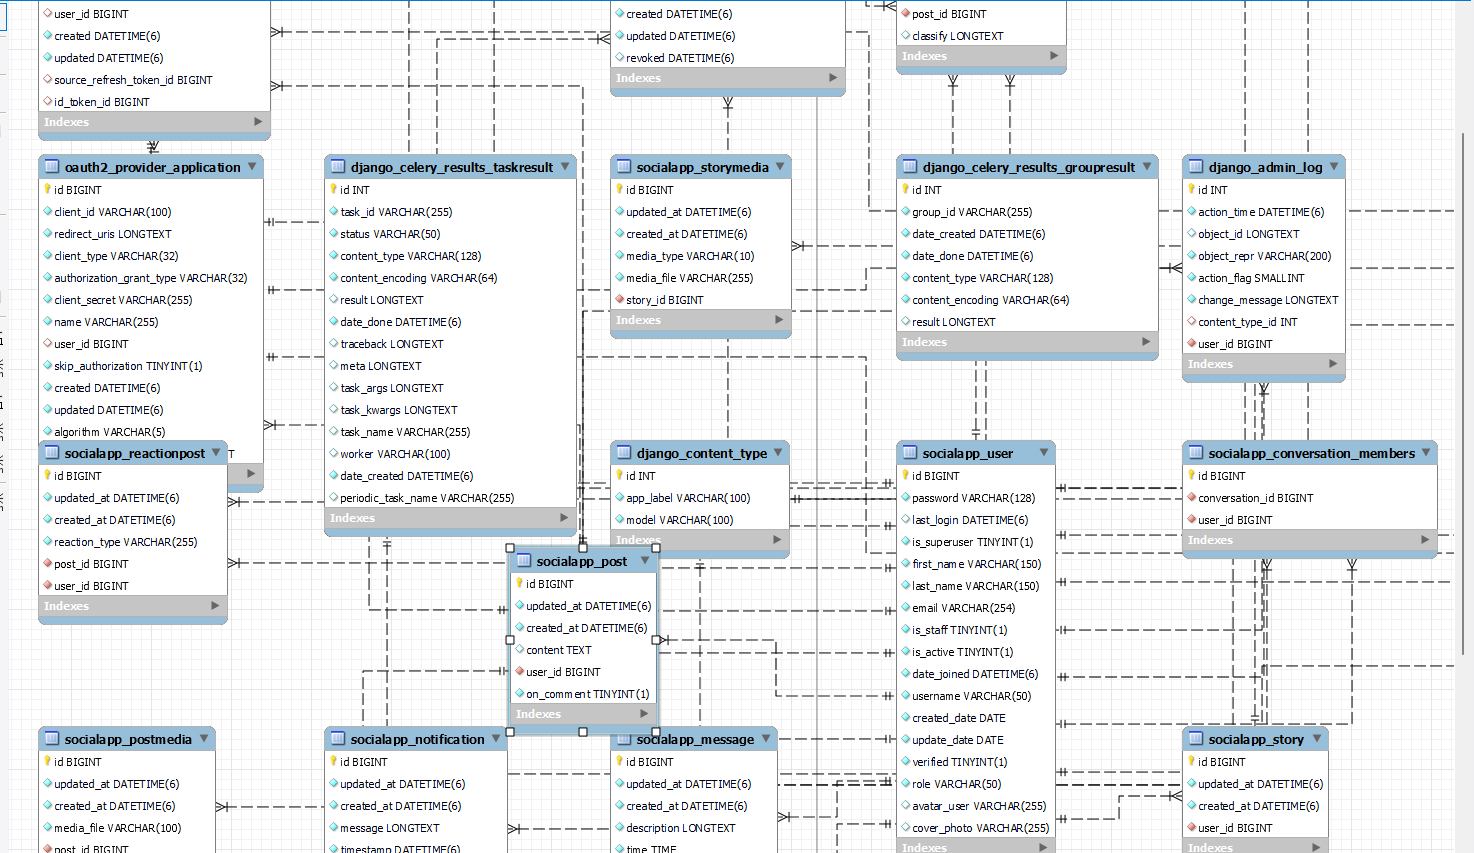 user_id BIGINT
created DATETIME(6)
updated DATETIME(6)
source_refresh_token_id BIGINT
id_token_id BIGINT
Indexes
created DATETIME(6)
updated DATETIME(6)
revoked DATETIME(6)
Indexes
post_id BIGINT
classify LONGTEXT
Indexes
oauth2_provider_application
id BIGINT
client_id VARCHAR(100)
redirect_uris LONGTEXT
client_type VARCHAR(32)
authorization_grant_type VARCHAR(32)
client_secret VARCHAR(255)
name VARCHAR(255)
user_id BIGINT
skip_authorization TINYINT(1)
created DATETIME(6)
updated DATETIME(6)
algorithm VARCHAR(5)
django_celery_results_taskresult
id INT
task_id VARCHAR(255)
status VARCHAR(50)
content_type VARCHAR(128)
content_encoding VARCHAR(64)
result LONGTEXT
date_done DATETIME(6)
traceback LONGTEXT
meta LONGTEXT
task_args LONGTEXT
task_kwargs LONGTEXT
task_name VARCHAR(255)
worker VARCHAR(100)
date_created DATETIME(6)
periodic_task_name VARCHAR(255)
Indexes
socialapp_storymedia
id BIGINT
updated_at DATETIME(6)
created_at DATETIME(6)
media_type VARCHAR(10)
media_file VARCHAR(255)
story_id BIGINT
Indexes
django_celery_results_groupresult
id INT
group_id VARCHAR(255)
date_created DATETIME(6)
date_done DATETIME(6)
content_type VARCHAR(128)
content_encoding VARCHAR(64)
result LONGTEXT
Indexes
django_admin_log
id INT
action_time DATETIME(6)
object_id LONGTEXT
object_repr VARCHAR(200)
action_flag SMALLINT
change_message LONGTEXT
content_type_id INT
user_id BIGINT
Indexes
socialapp_reactionpost
T
id BIGINT
updated_at DATETIME(6)
created_at DATETIME(6)
reaction_type VARCHAR(255)
post_id BIGINT
user_id BIGINT
Indexes
django_content_type
id INT
app_label VARCHAR(100)
model VARCHAR(100)
Indexes
socialapp_user
id BIGINT
password VARCHAR(128)
last_login DATETIME(6)
is_superuser TINYINT(1)
first_name VARCHAR(150)
last_name VARCHAR(150)
email VARCHAR(254)
is_staff TINYINT(1)
is_active TINYINT(1)
date_joined DATETIME(6)
username VARCHAR(50)
created_date DATE
update_date DATE
verified TINYINT(1)
role VARCHAR(50)
avatar_user VARCHAR(255)
cover_photo VARCHAR(255)
Indexes
socialapp_conversation_members
id BIGINT
conversation_id BIGINT
user_id BIGINT
Indexes
socialapp_post
id BIGINT
updated_at DATETIME(6)
created_at DATETIME(6)
content TEXT
user_id BIGINT
on_comment TINYINT(1)
Indexes
socialapp_postmedia
id BIGINT
updated_at DATETIME(6)
created_at DATETIME(6)
media_file VARCHAR(100)
post_id BIGINT
socialapp_notification
id BIGINT
updated_at DATETIME(6)
created_at DATETIME(6)
message LONGTEXT
timestamp DATETIME(6)
socialapp_message
id BIGINT
updated_at DATETIME(6)
created_at DATETIME(6)
description LONGTEXT
time TIME
socialapp_story
id BIGINT
updated_at DATETIME(6)
created_at DATETIME(6)
user_id BIGINT
Indexes